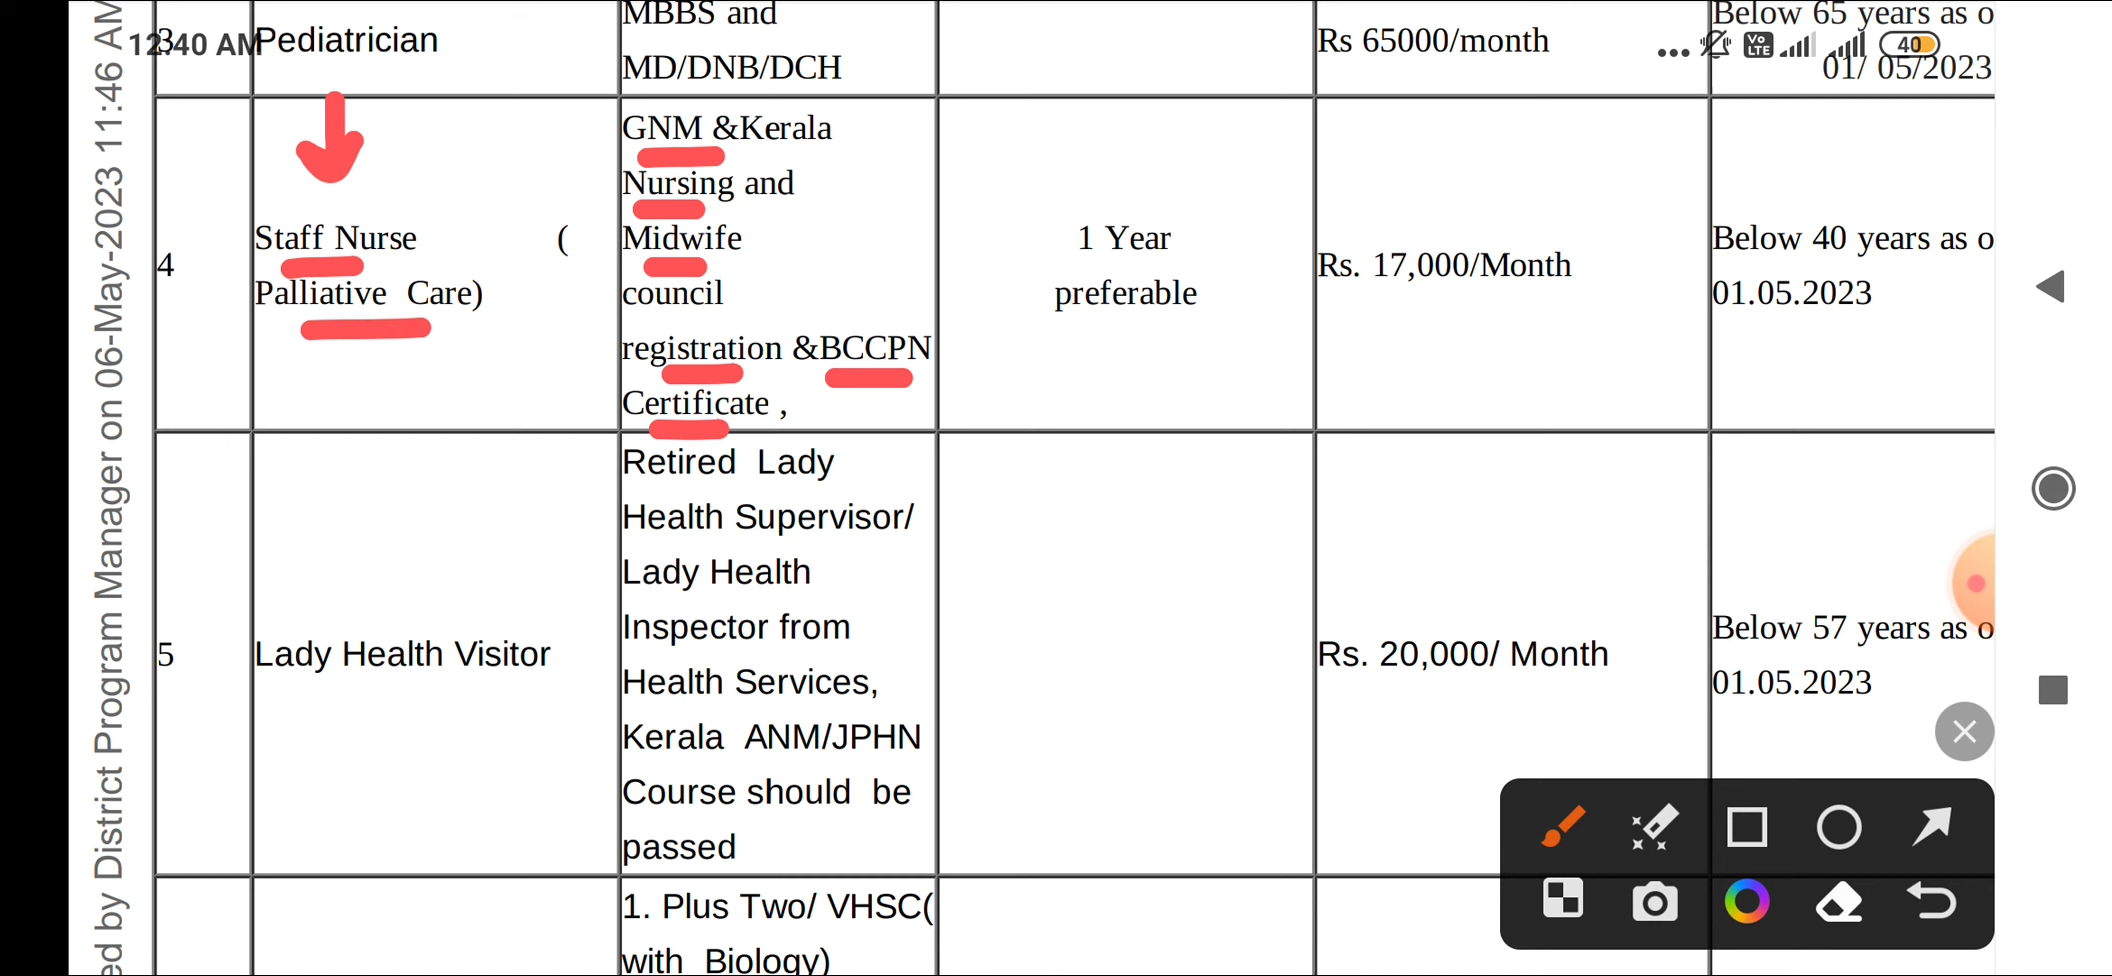 ed by District Program Manager on 06-May-2023 11:46 AM
12:40 AM
Vo LTE
40
3
Pediatrician
MBBS and
MD/DNB/DCH
Rs 65000/month
Below 65 years as o
01/ 05/2023
4
Staff Nurse (
Palliative Care)
GNM &Kerala
Nursing and
Midwife
council
registration &BCCPN
Certificate ,
1 Year
preferable
Rs. 17,000/Month
Below 40 years as o
01.05.2023
5
Lady Health Visitor
Retired Lady
Health Supervisor/
Lady Health
Inspector from
Health Services,
Kerala ANM/JPHN
Course should be
passed
Rs. 20,000/ Month
Below 57 years as o
01.05.2023
1. Plus Two/ VHSC(
with Biology)